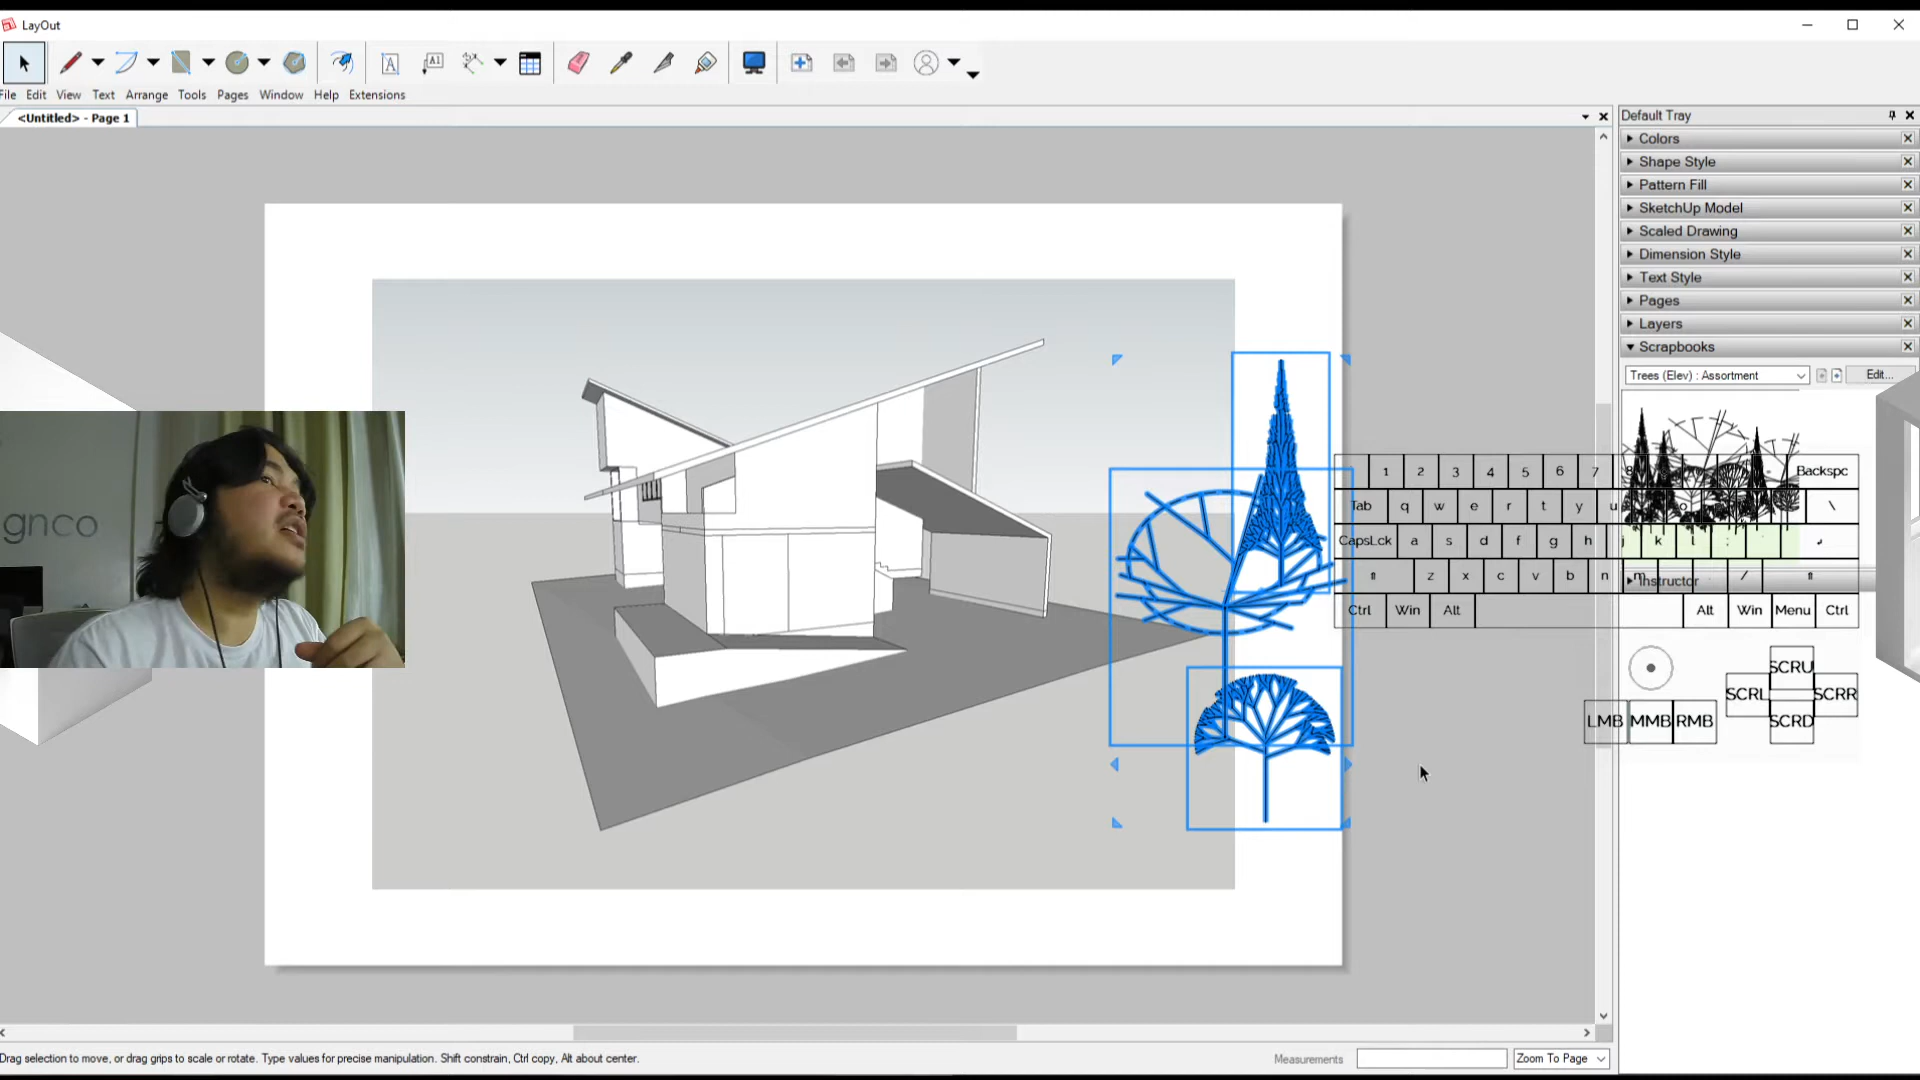 LayOut
File Edit View Text Arrange Tools Pages Window Help Extensions
<Untitled> - Page 1
Default Tray
Colors
Shape Style
Pattern Fill
SketchUp Model
Scaled Drawing
Dimension Style
Text Style
Pages
Layers
Scrapbooks
Trees (Elev) : Assortment
Edit...
1 2 3 4 5 6 7 8 Backspc
Tab q w e r t y u o \
CapsLck a s d f g h j k l ;
z x c v b n m . /
Instructor
Ctrl Win Alt Alt Win Menu Ctrl
SCRU
SCRL SCRR
LMB MMB RMB SCRD
gnco
Drag selection to move, or drag grips to scale or rotate. Type values for precise manipulation. Shift constrain, Ctrl copy, Alt about center.
Measurements
Zoom To Page